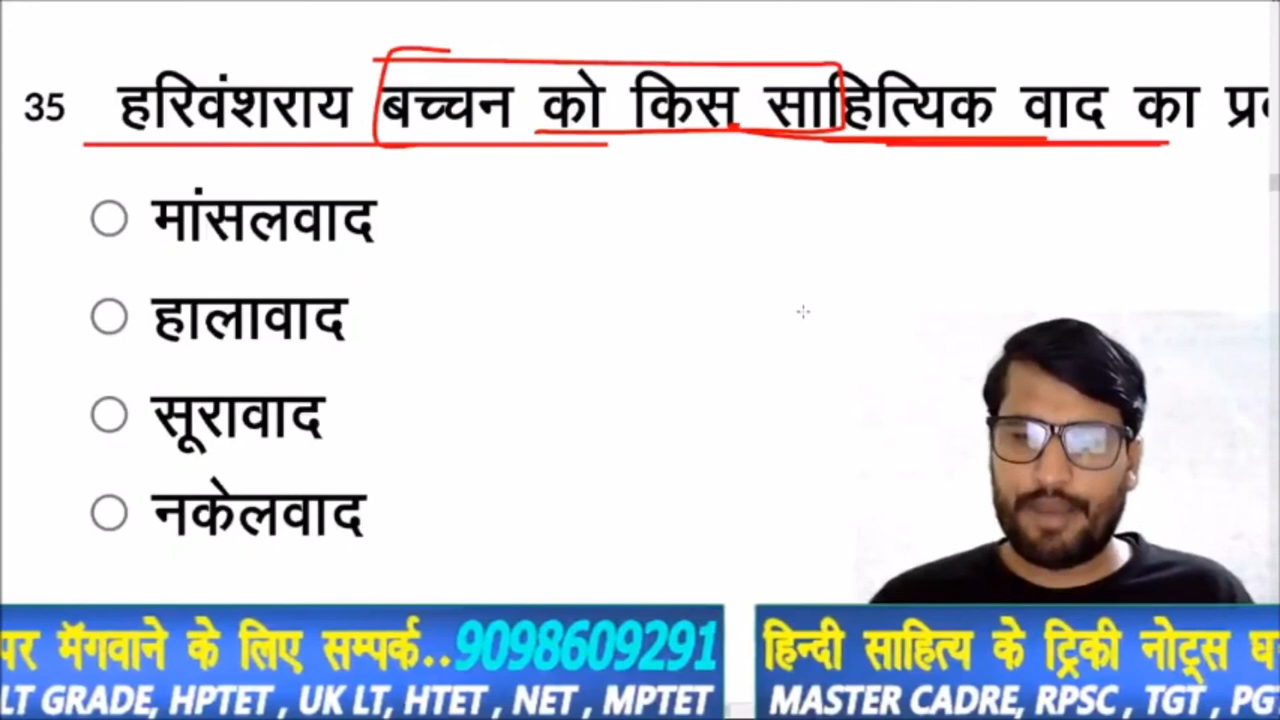 35 हरिवंशराय बच्चन को किस साहित्यिक वाद का
मांसलवाद
हालावाद
सूरावाद
नकेलवाद
पर मॅगवाने के लिए सम्पर्क..9098609291
LT GRADE, HPTET , UK LT, HTET , NET , MPTET
हिन्दी साहित्य के ट्रिकी नोट्स
MASTER CADRE, RPSC , TGT ,